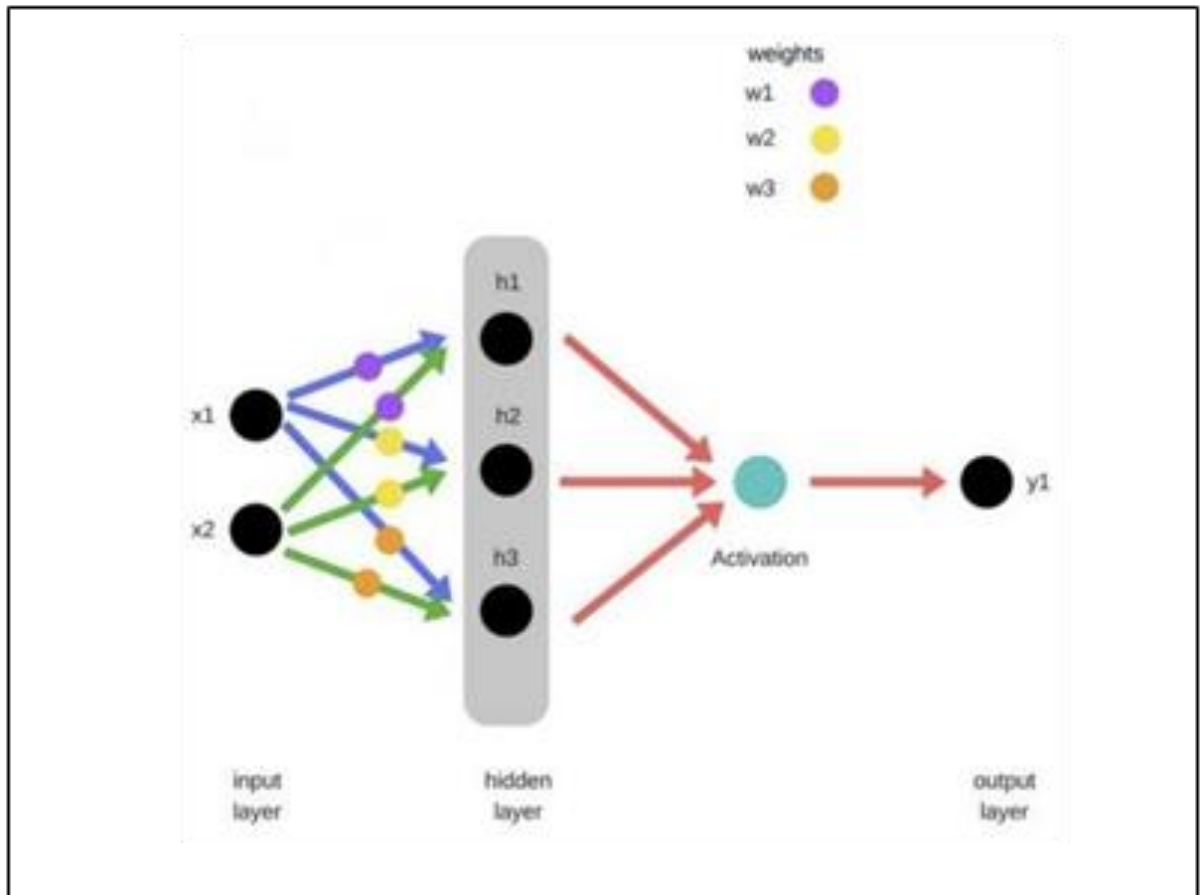 weights
w1
w2
w3
h1
x1
h2
x2
h3
y1
Activation
input
layer
hidden
layer
output
layer